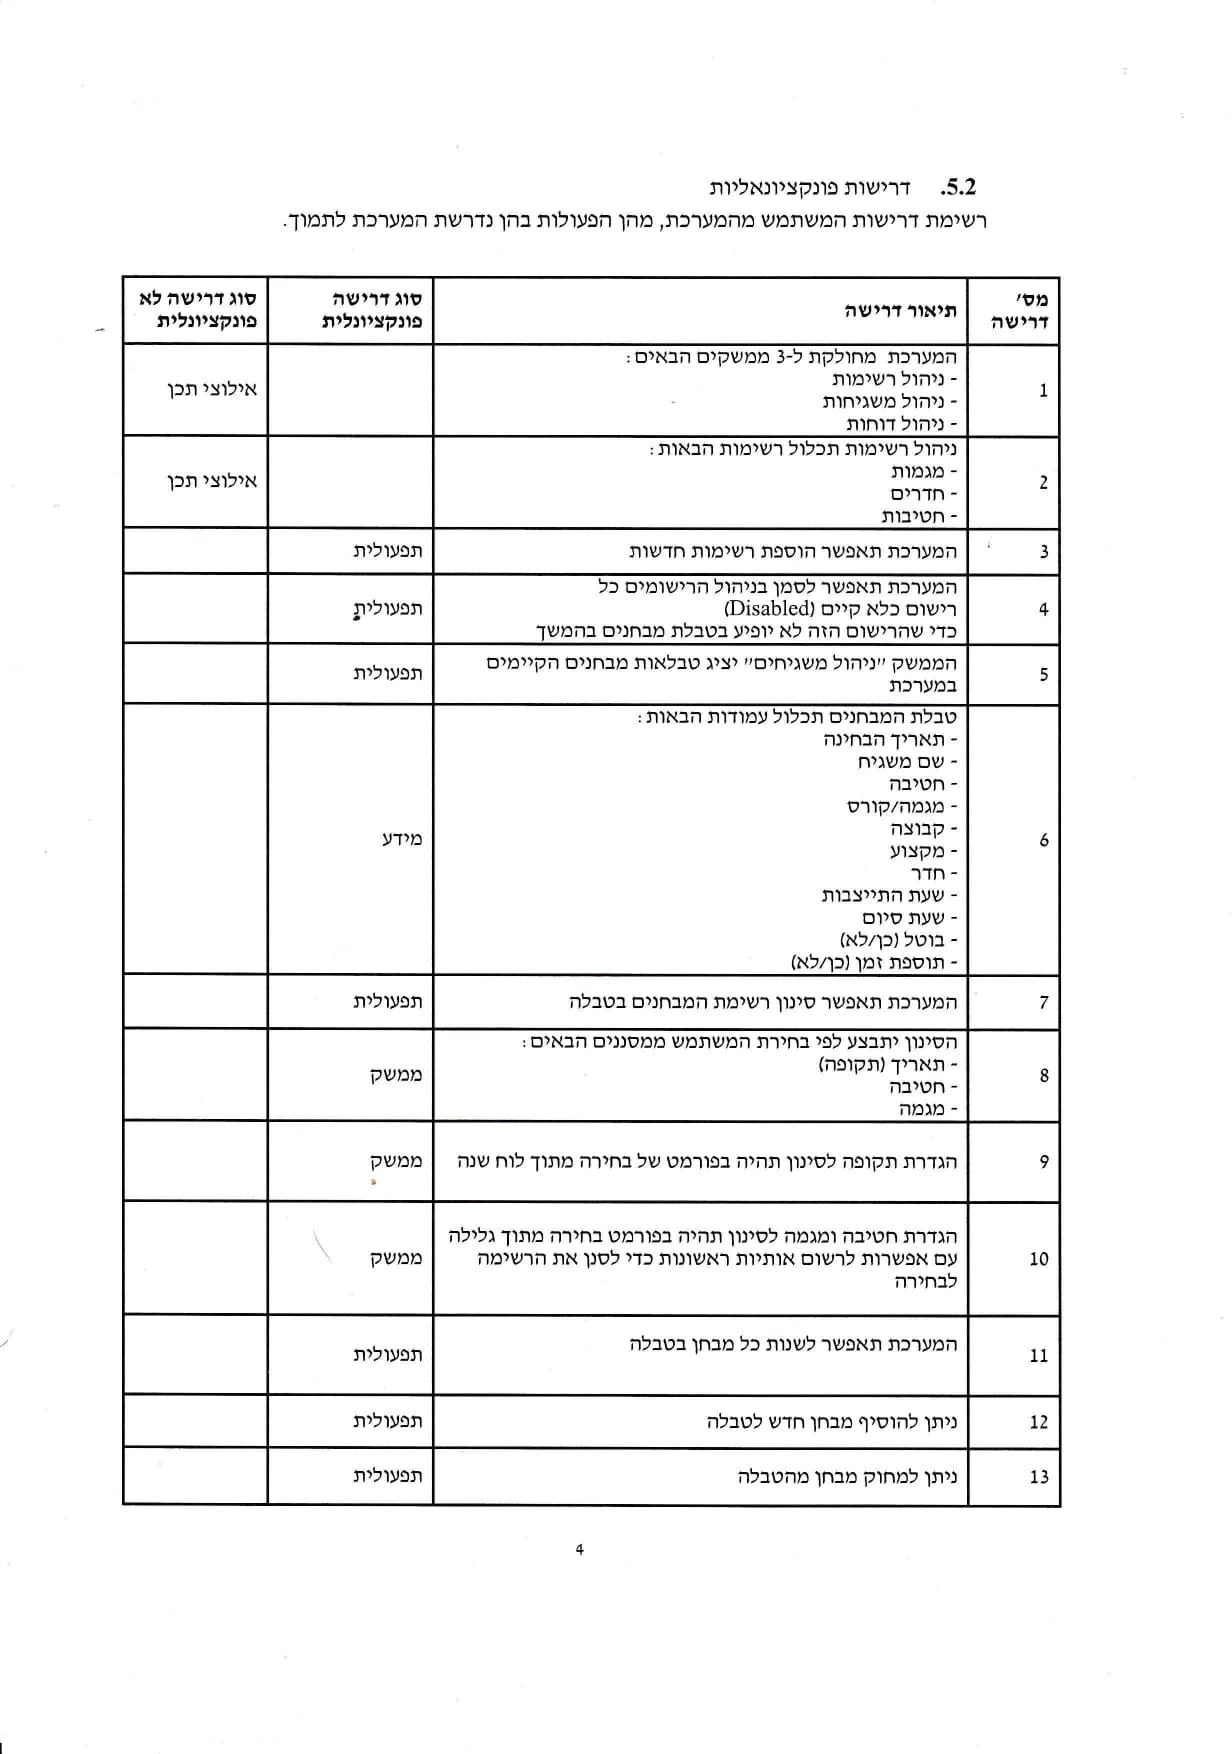 5.2. דרישות פונקציונאליות
רשימת דרישות המשתמש מהמערכת, מהן הפעולות בהן נדרשת המערכת לתמוך.
מס׳ דרישה | תיאור דרישה | סוג דרישה פונקציונלית | סוג דרישה לא פונקציונלית
1 | המערכת מחולקת ל-3 ממשקים הבאים: | | אילוצי תכן
- ניהול רשימות
- ניהול משגיחות
- ניהול דוחות
2 | ניהול רשימות תכלול רשימות הבאות: | | אילוצי תכן
- מגמות
- חדרים
- חטיבות
3 | המערכת תאפשר הוספת רשימות חדשות | תפעולית
4 | המערכת תאפשר לסמן בניהול הרישומים כל | תפעולית
רישום כלא קיים (Disabled)
כדי שהרישום הזה לא יופיע בטבלת מבחנים בהמשך
5 | הממשק ״ניהול משגיחים״ יציג טבלאות מבחנים הקיימים | תפעולית
במערכת
6 | טבלת המבחנים תכלול עמודות הבאות: | מידע
- תאריך הבחינה
- שם משגיח
- חטיבה
- מגמה/קורס
- קבוצה
- מקצוע
- חדר
- שעת התייצבות
- שעת סיום
- בוטל (כן/לא)
- תוספת זמן (כן/לא)
7 | המערכת תאפשר סינון רשימת המבחנים בטבלה | תפעולית
8 | הסינון יתבצע לפי בחירת המשתמש ממסננים הבאים: | ממשק
- תאריך (תקופה)
- חטיבה
- מגמה
9 | הגדרת תקופה לסינון תהיה בפורמט של בחירה מתוך לוח שנה | ממשק
10 | הגדרת חטיבה ומגמה לסינון תהיה בפורמט בחירה מתוך גלילה | ממשק
עם אפשרות לרשום אותיות ראשונות כדי לסנן את הרשימה
לבחירה
11 | המערכת תאפשר לשנות כל מבחן בטבלה | תפעולית
12 | ניתן להוסיף מבחן חדש לטבלה | תפעולית
13 | ניתן למחוק מבחן מהטבלה | תפעולית
4